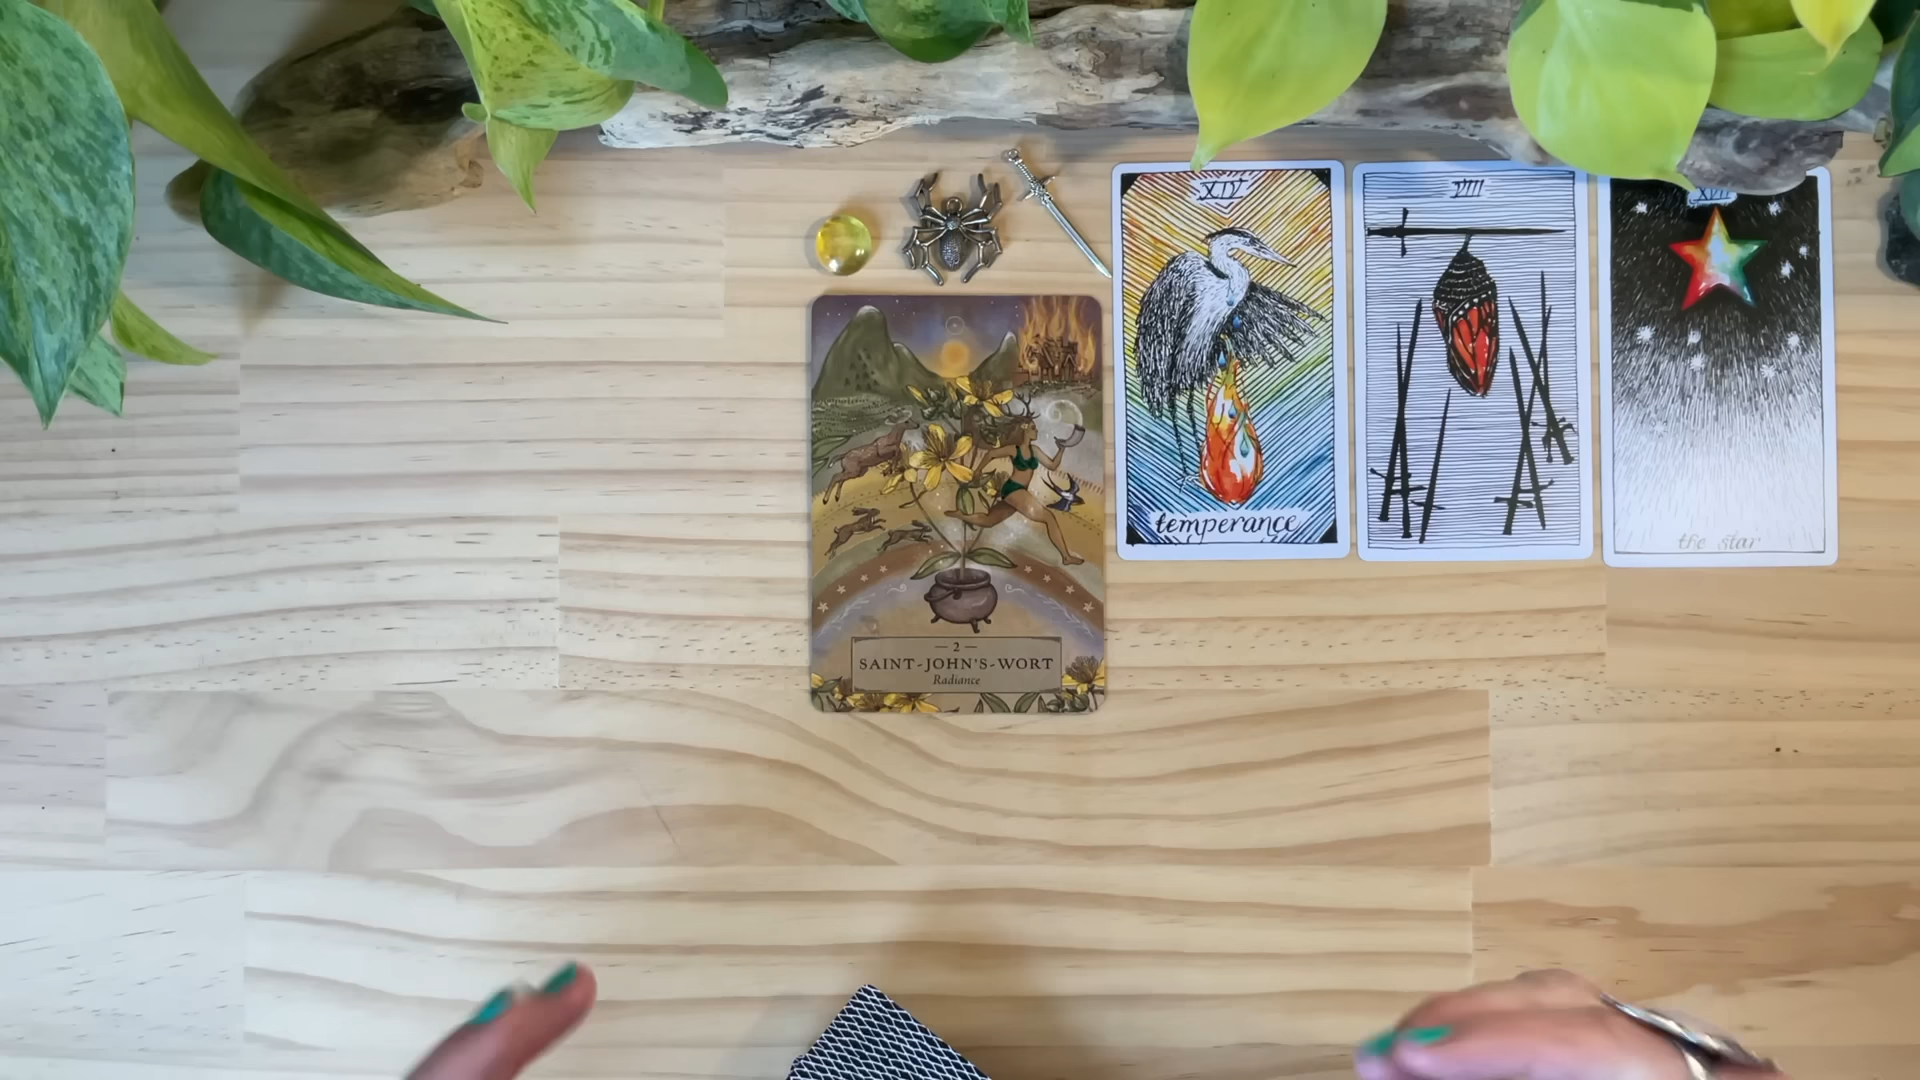 XIV
temperance
VIII
XVII
the star
— 2 —
SAINT-JOHN'S-WORT
Radiance